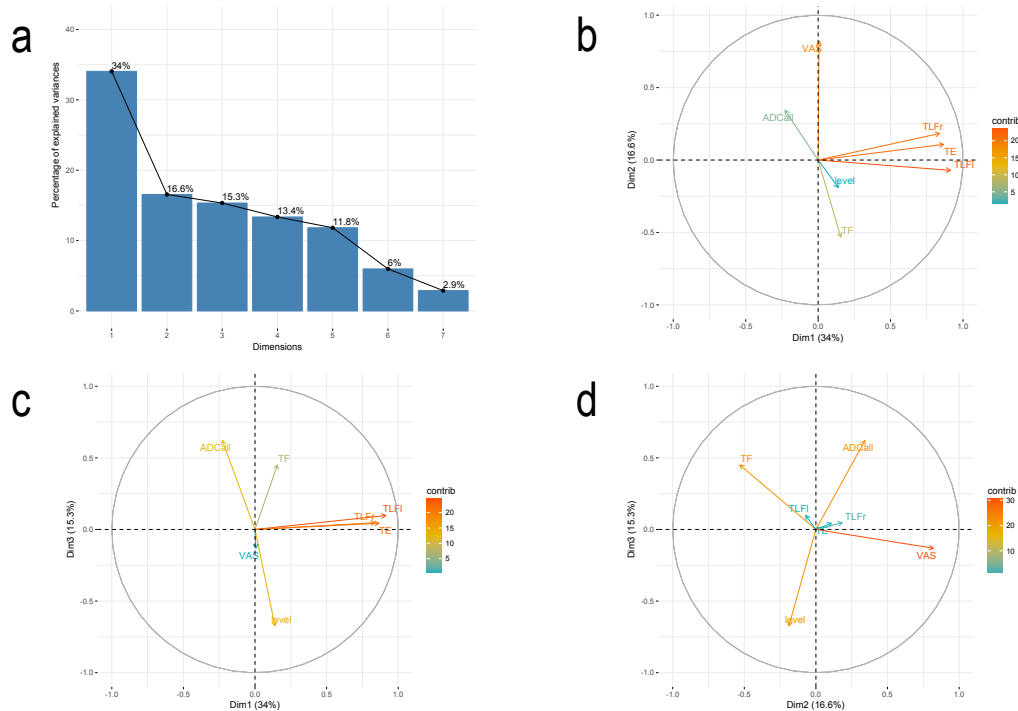 a
Percentage of explained variances
40
30
20
10
0
34%
16.6%
15.3%
13.4%
11.8%
6%
2.9%
1 2 3 4 5 6 7
Dimensions
b
Dim2 (16.6%)
1.0
0.5
0.0
-0.5
-1.0
VAS
ADCall
TLFr
TE
TLFl
level
TF
-1.0 -0.5 0.0 0.5 1.0
Dim1 (34%)
contrib
20
15
10
5
c
Dim3 (15.3%)
1.0
0.5
0.0
-0.5
-1.0
ADCall
TF
TLFl
TLFr
TE
VAS
level
-1.0 -0.5 0.0 0.5 1.0
Dim1 (34%)
contrib
20
15
10
5
d
Dim3 (15.3%)
1.0
0.5
0.0
-0.5
-1.0
ADCall
TF
TLFl
TLFr
TE
VAS
level
-1.0 -0.5 0.0 0.5 1.0
Dim2 (16.6%)
contrib
30
20
10